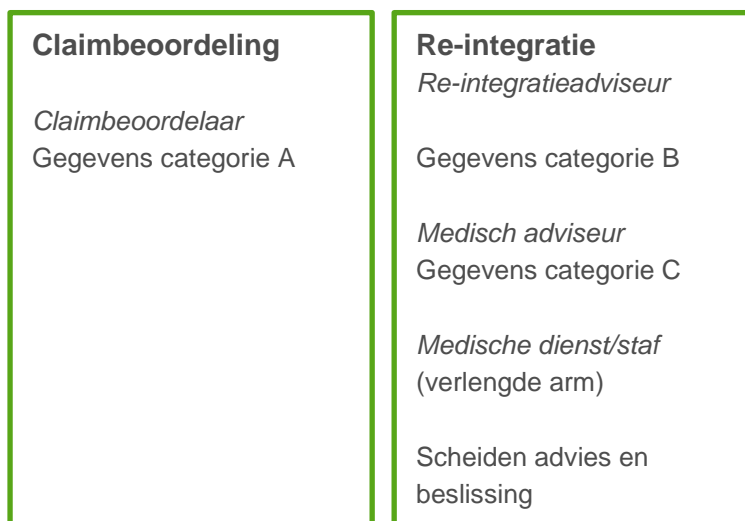 Claimbeoordeling
Claimbeoordelaar
Gegevens categorie A
Re-integratie
Re-integratieadviseur
Gegevens categorie B
Medisch adviseur
Gegevens categorie C
Medische dienst/staf
(verlengde arm)
Scheiden advies en
beslissing